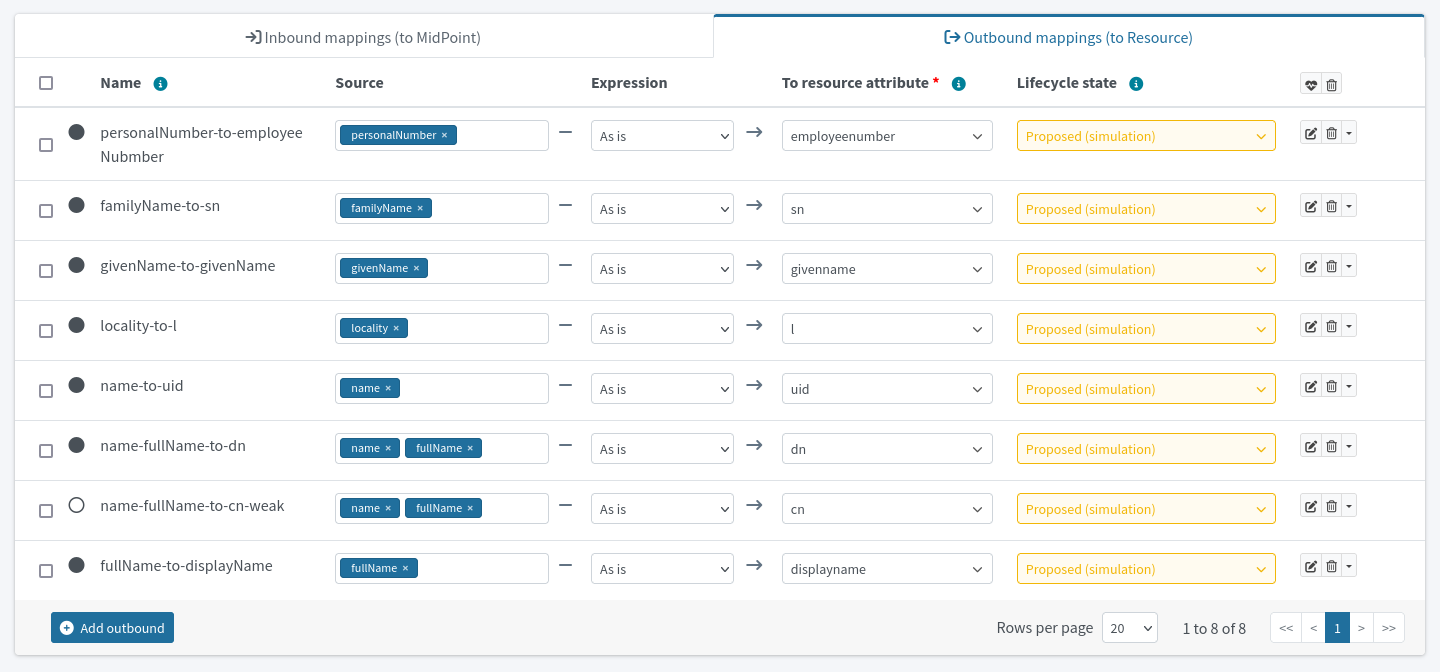 Inbound mappings (to MidPoint) Outbound mappings (to Resource)
Name Source Expression To resource attribute * Lifecycle state
personalNumber-to-employee
Nubmber
personalNumber × As is employeenumber Proposed (simulation)
familyName-to-sn familyName × As is sn Proposed (simulation)
givenName-to-givenName givenName × As is givenname Proposed (simulation)
locality-to-l locality × As is l Proposed (simulation)
name-to-uid name × As is uid Proposed (simulation)
name-fullName-to-dn name × fullName × As is dn Proposed (simulation)
name-fullName-to-cn-weak name × fullName × As is cn Proposed (simulation)
fullName-to-displayName fullName × As is displayname Proposed (simulation)
Add outbound Rows per page 20 1 to 8 of 8 << < 1 > >>